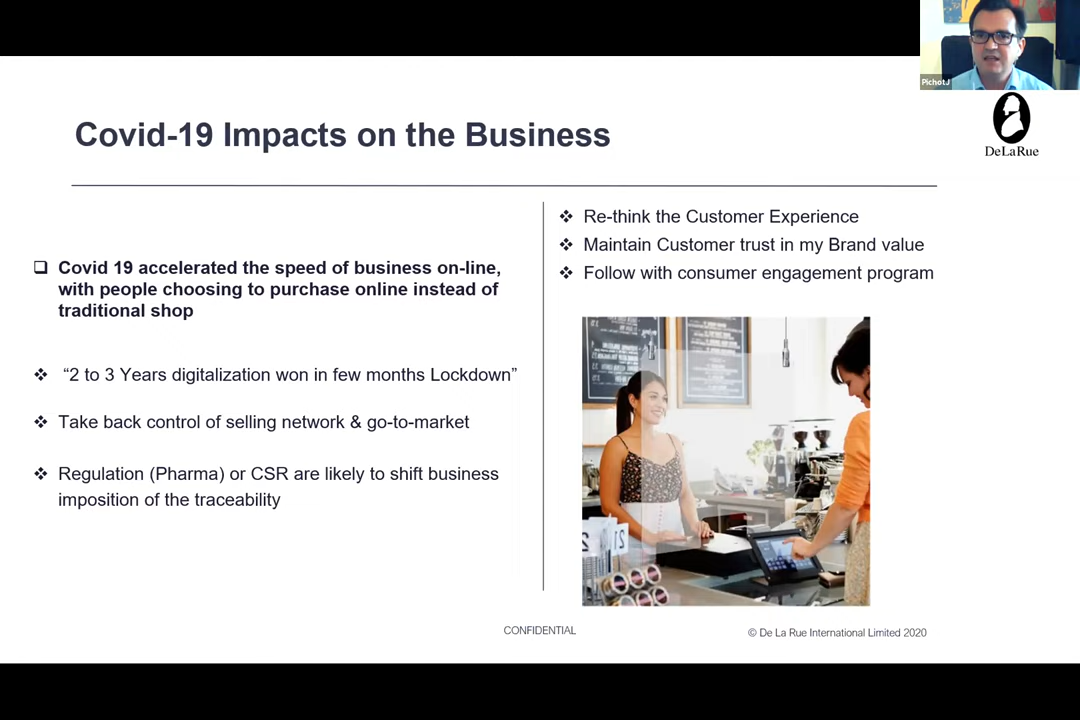 PichotJ
DeLaRue
Covid-19 Impacts on the Business
Covid 19 accelerated the speed of business on-line,
with people choosing to purchase online instead of
traditional shop
“2 to 3 Years digitalization won in few months Lockdown”
Take back control of selling network & go-to-market
Regulation (Pharma) or CSR are likely to shift business
imposition of the traceability
Re-think the Customer Experience
Maintain Customer trust in my Brand value
Follow with consumer engagement program
21
CONFIDENTIAL
© De La Rue International Limited 2020